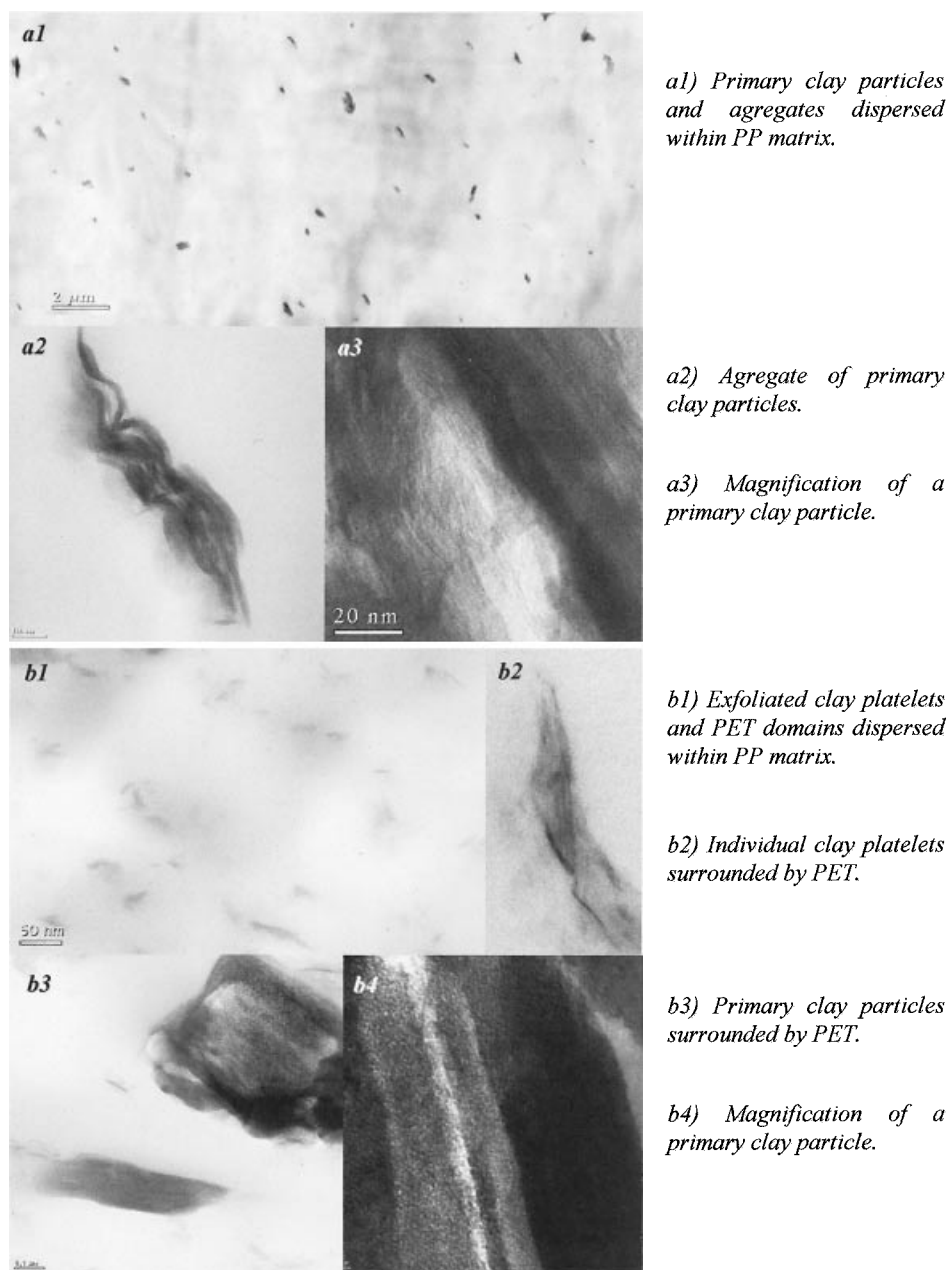 a1
a1) Primary clay particles
and agregates dispersed
within PP matrix.
2 μm
a2
a3
a2) Agregate of primary
clay particles.
a3) Magnification of a
primary clay particle.
20 nm
b1
b2
b1) Exfoliated clay platelets
and PET domains dispersed
within PP matrix.
b2) Individual clay platelets
surrounded by PET.
50 nm
b3
b4
b3) Primary clay particles
surrounded by PET.
b4) Magnification of a
primary clay particle.